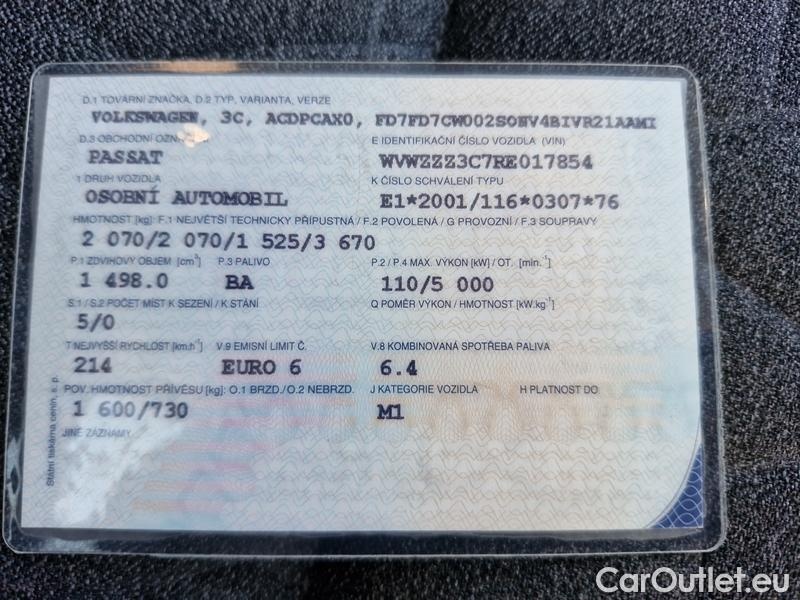 D.1 TOVÁRNÍ ZNAČKA, D.2 TYP, VARIANTA, VERZE
VOLKSWAGEN, 3C, ACDPCAX0, FD7FD7CW002SONV4BIVR21AAMI
D.3 OBCHODNÍ
PASSAT
E IDENTIFIKAČNÍ ČÍSLO VOZIDLA (VIN)
WVWZZZ3C7RE017854
1 DRUH VOZIDLA
OSOBNÍ AUTOMOBIL
K ČÍSLO SCHVÁLENÍ TYPU
E1*2001/116*0307*76
HMOTNOST [kg]: F.1 NEJVĚTŠÍ TECHNICKY PŘÍPUSTNÁ / F.2 POVOLENÁ / G PROVOZNÍ / F.3 SOUPRAVY
2 070/2 070/1 525/3 670
P.1 ZDVIHOVÝ OBJEM [cm³]
1 498.0
P.3 PALIVO
BA
P.2 / P.4 MAX. VÝKON [kW] / OT. [min.⁻¹]
110/5 000
S.1 / S.2 POČET MÍST K SEZENÍ / K STÁNÍ
5/0
Q POMĚR VÝKON / HMOTNOST [kW.kg⁻¹]
T NEJVYŠŠÍ RYCHLOST [km.h⁻¹]
214
V.9 EMISNÍ LIMIT Č.
EURO 6
V.8 KOMBINOVANÁ SPOTŘEBA PALIVA
6.4
POV. HMOTNOST PŘÍVĚSU [kg]: O.1 BRZD./O.2 NEBRZD.
1 600/730
J KATEGORIE VOZIDLA
M1
H PLATNOST DO
JINÉ ZÁZNAMY
Státní tiskárna cenin, s. p.
CarOutlet.eu